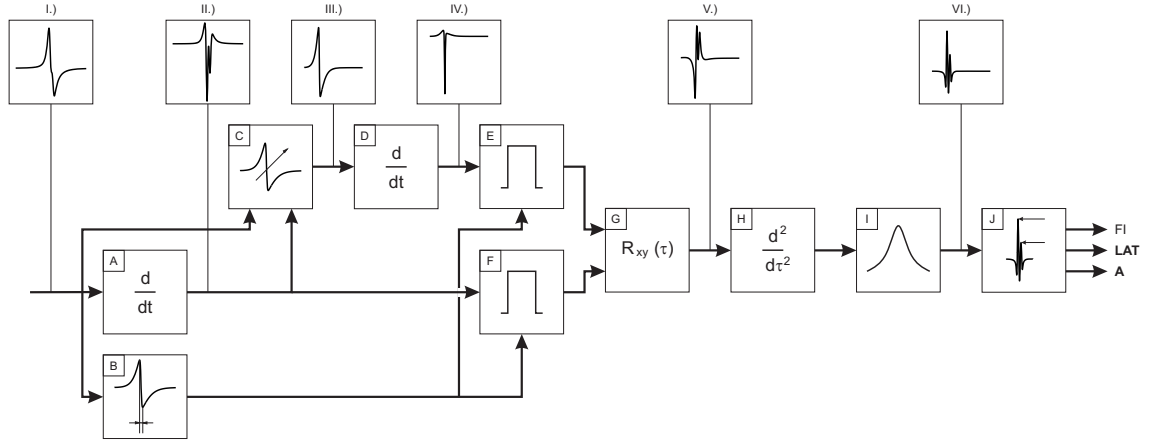 I.)
II.)
III.)
IV.)
V.)
VI.)
C
D
d
dt
E
G
Rxy (τ)
H
d²
dτ²
I
J
FI
LAT
A
A
d
dt
F
B